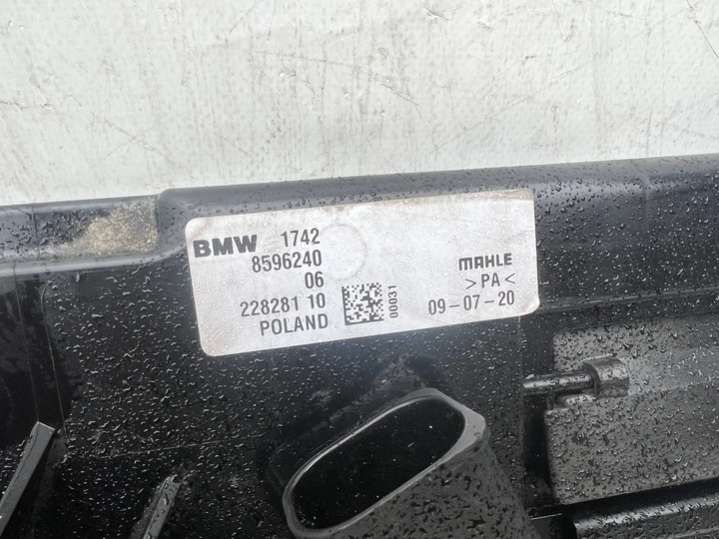 BMW 1742
8596240
06
228281 10
POLAND
00031
MAHLE
>PA<
09-07-20